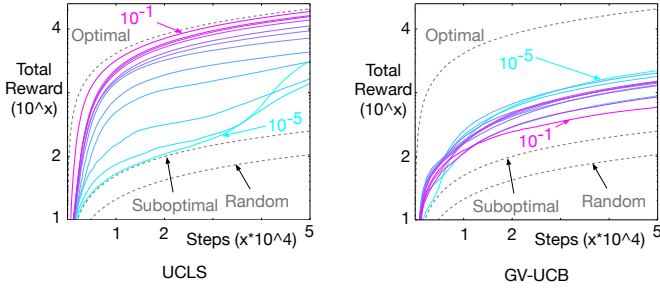 4
10^-1
Optimal
Total
Reward
(10^x)
10^-5
2
Suboptimal
Random
1
1
2
Steps (x*10^4)
5
UCLS
4
Optimal
10^-5
Total
Reward
(10^x)
2
10^-1
Suboptimal
Random
1
1
2
Steps (x*10^4)
5
GV-UCB